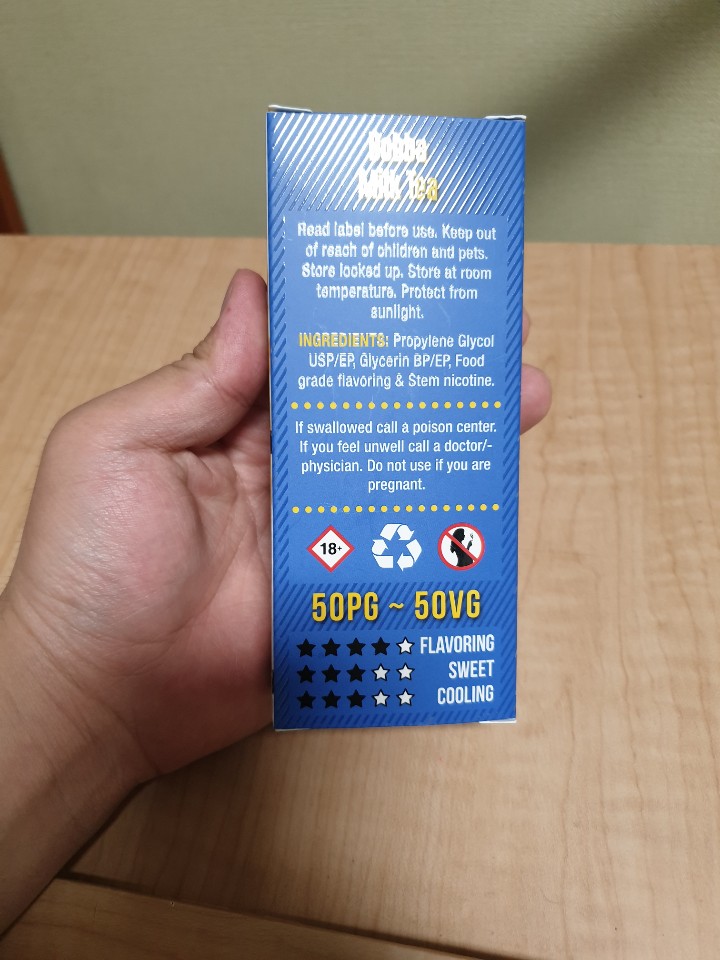 Milk Tea
Read label before use. Keep out
of reach of children and pets.
Store locked up. Store at room
temperature. Protect from
sunlight.
INGREDIENTS: Propylene Glycol
USP/EP, Glycerin BP/EP, Food
grade flavoring & Stem nicotine.
If swallowed call a poison center.
If you feel unwell call a doctor/-
physician. Do not use if you are
pregnant.
18+
50PG ~ 50VG
FLAVORING
SWEET
COOLING